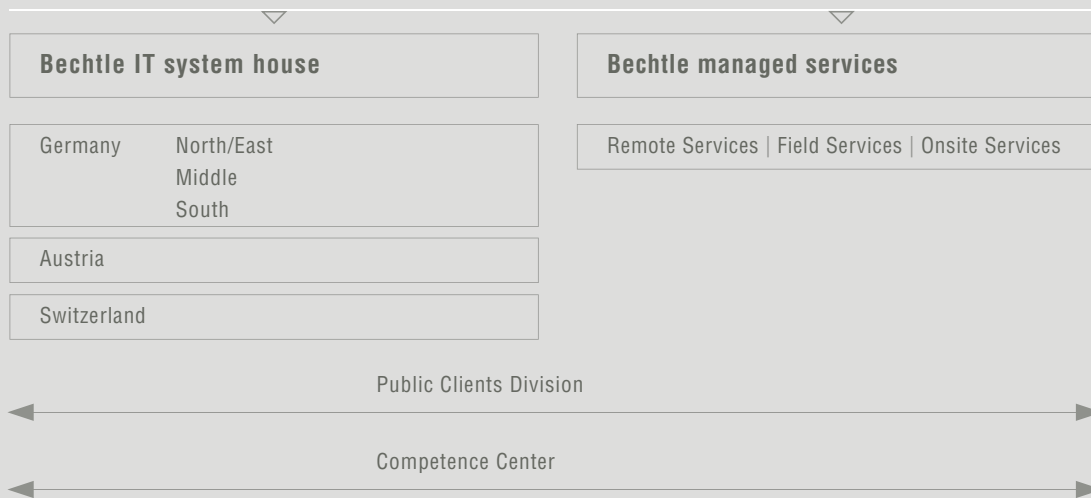 Bechtle IT system house
Bechtle managed services
Germany North/East
Middle
South
Remote Services | Field Services | Onsite Services
Austria
Switzerland
Public Clients Division
Competence Center